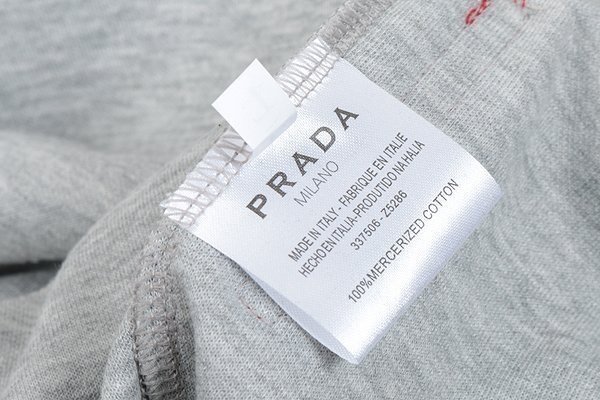 PRADA
MILANO
MADE IN ITALY - FABRIQUE EN ITALIE
HECHO EN ITALIA-PRODUTIDO NA HALIA
337506 - Z5286
100%MERCERIZED COTTON